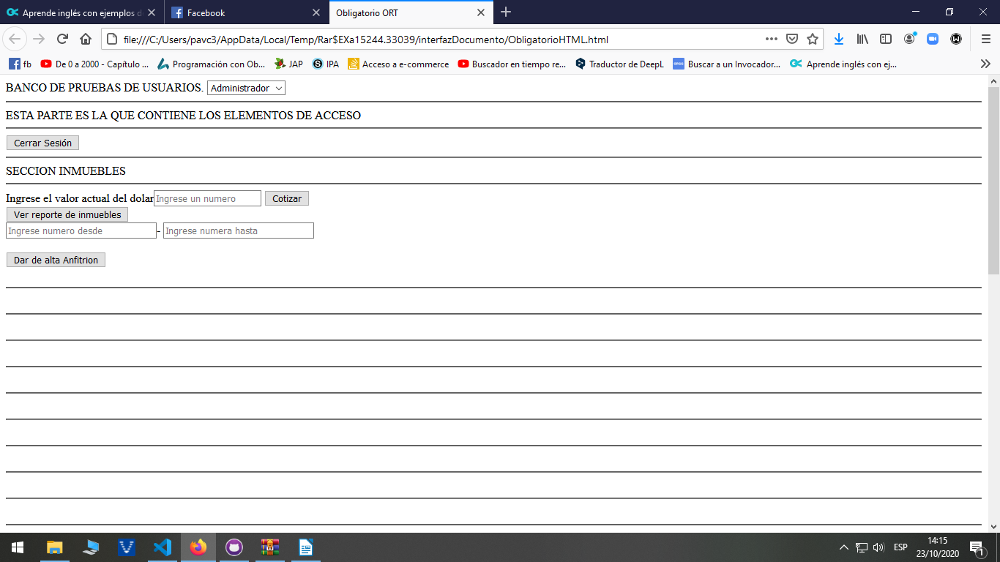 Aprende inglés con ejemplos d
Facebook
Obligatorio ORT
file:///C:/Users/pavc3/AppData/Local/Temp/Rar$EXa15244.33039/interfazDocumento/ObligatorioHTML.html
fb De 0 a 2000 - Capítulo ... Programación con Ob... JAP IPA Acceso a e-commerce Buscador en tiempo re... Traductor de DeepL Buscar a un Invocador... Aprende inglés con ej...
BANCO DE PRUEBAS DE USUARIOS. Administrador
ESTA PARTE ES LA QUE CONTIENE LOS ELEMENTOS DE ACCESO
Cerrar Sesión
SECCION INMUEBLES
Ingrese el valor actual del dolar Ingrese un numero Cotizar
Ver reporte de inmuebles
Ingrese numero desde - Ingrese numera hasta
Dar de alta Anfitrion
ESP
14:15
23/10/2020
1